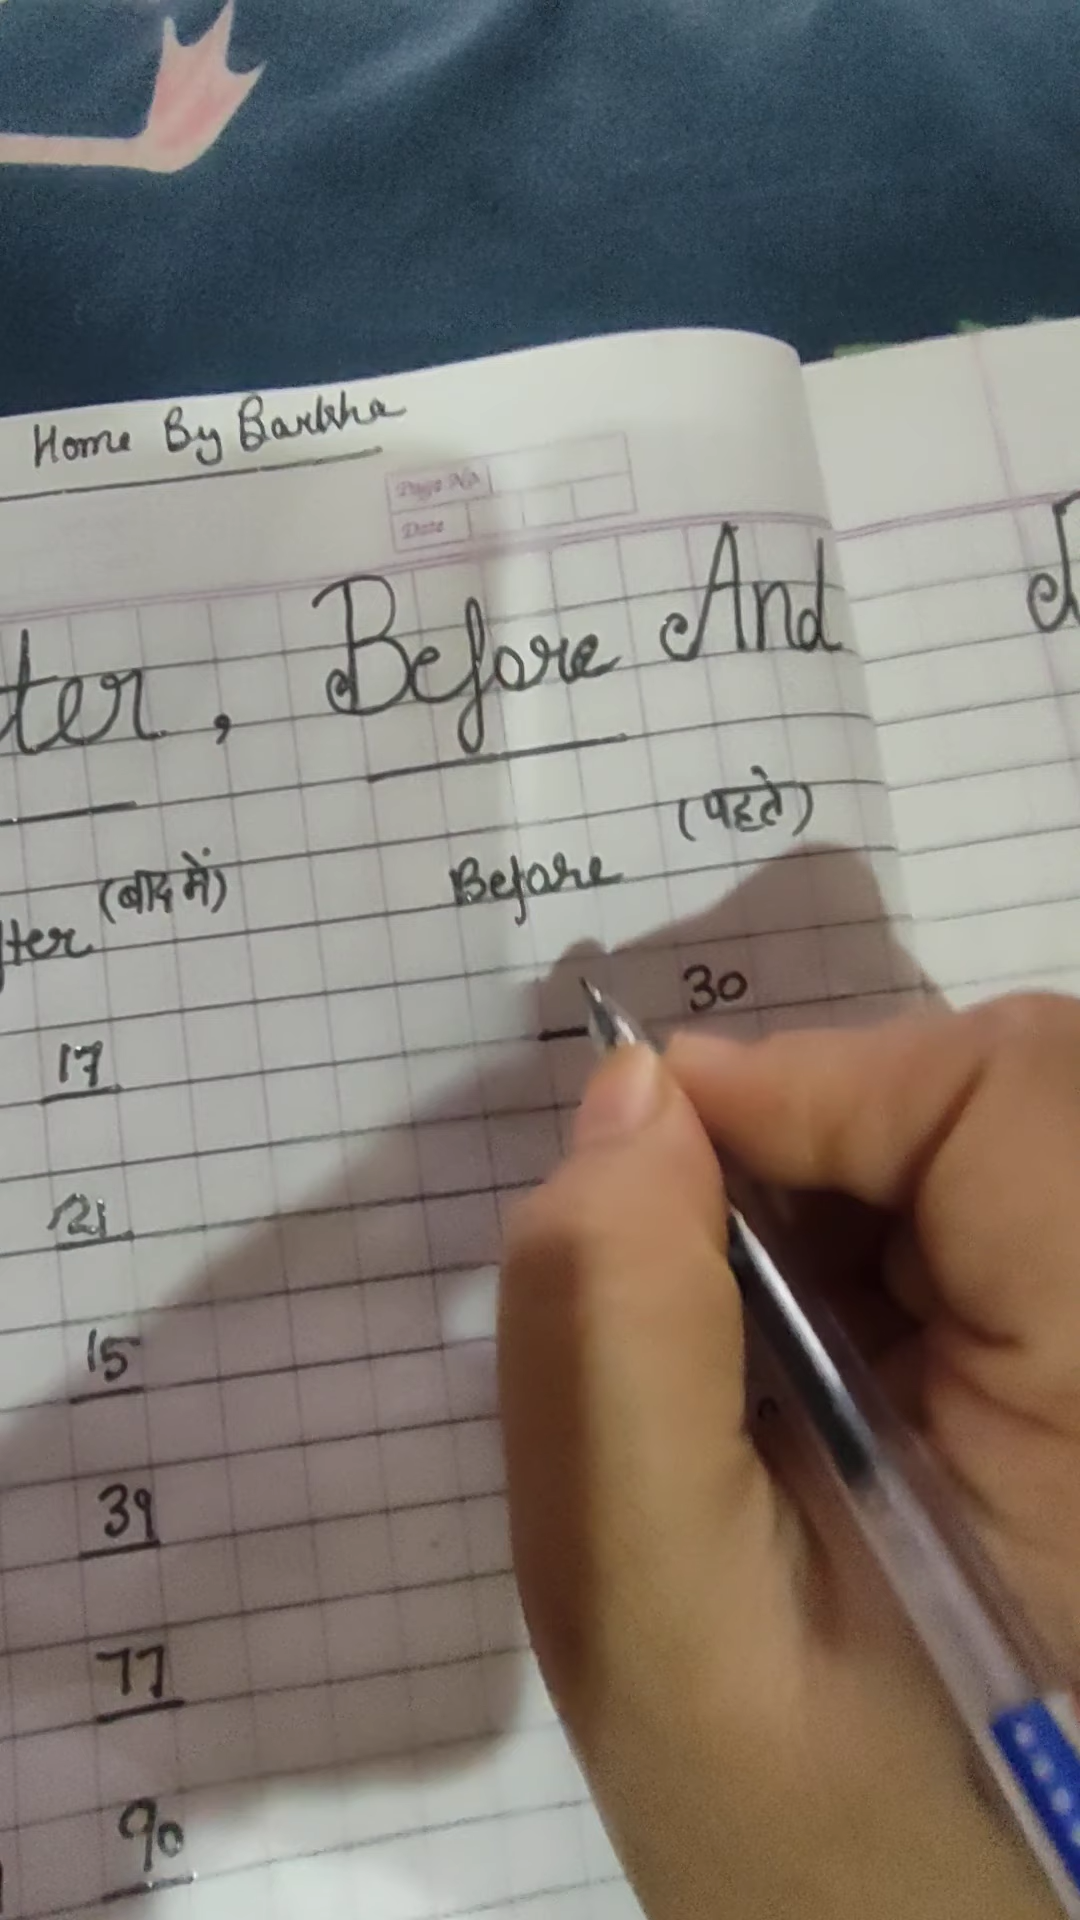 Home By Barkha
Page No.
Date
ter, Before And
(बाद में) (पहले)
ter Before
30
17
21
15
39
77
90